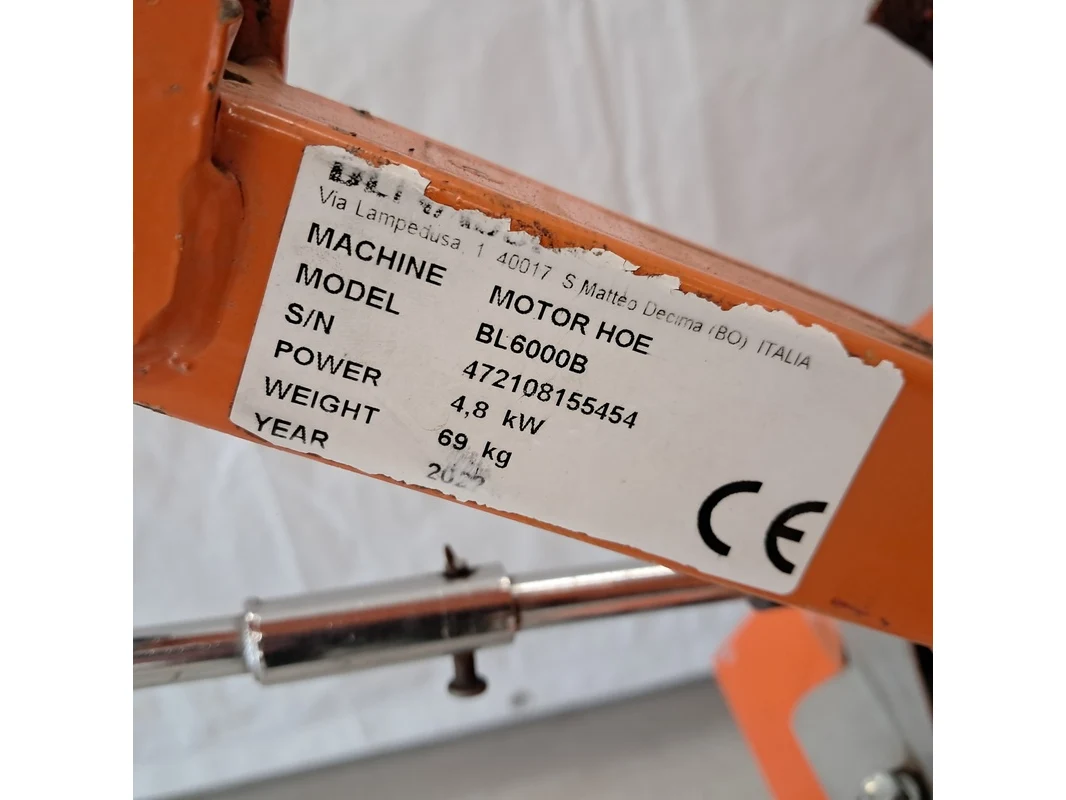 Via Lampedusa, 1 40017 S.Matteo Decima (BO) ITALIA
MACHINE MOTOR HOE
MODEL BL6000B
S/N 472108155454
POWER 4,8 kW
WEIGHT 69 kg
YEAR
CE